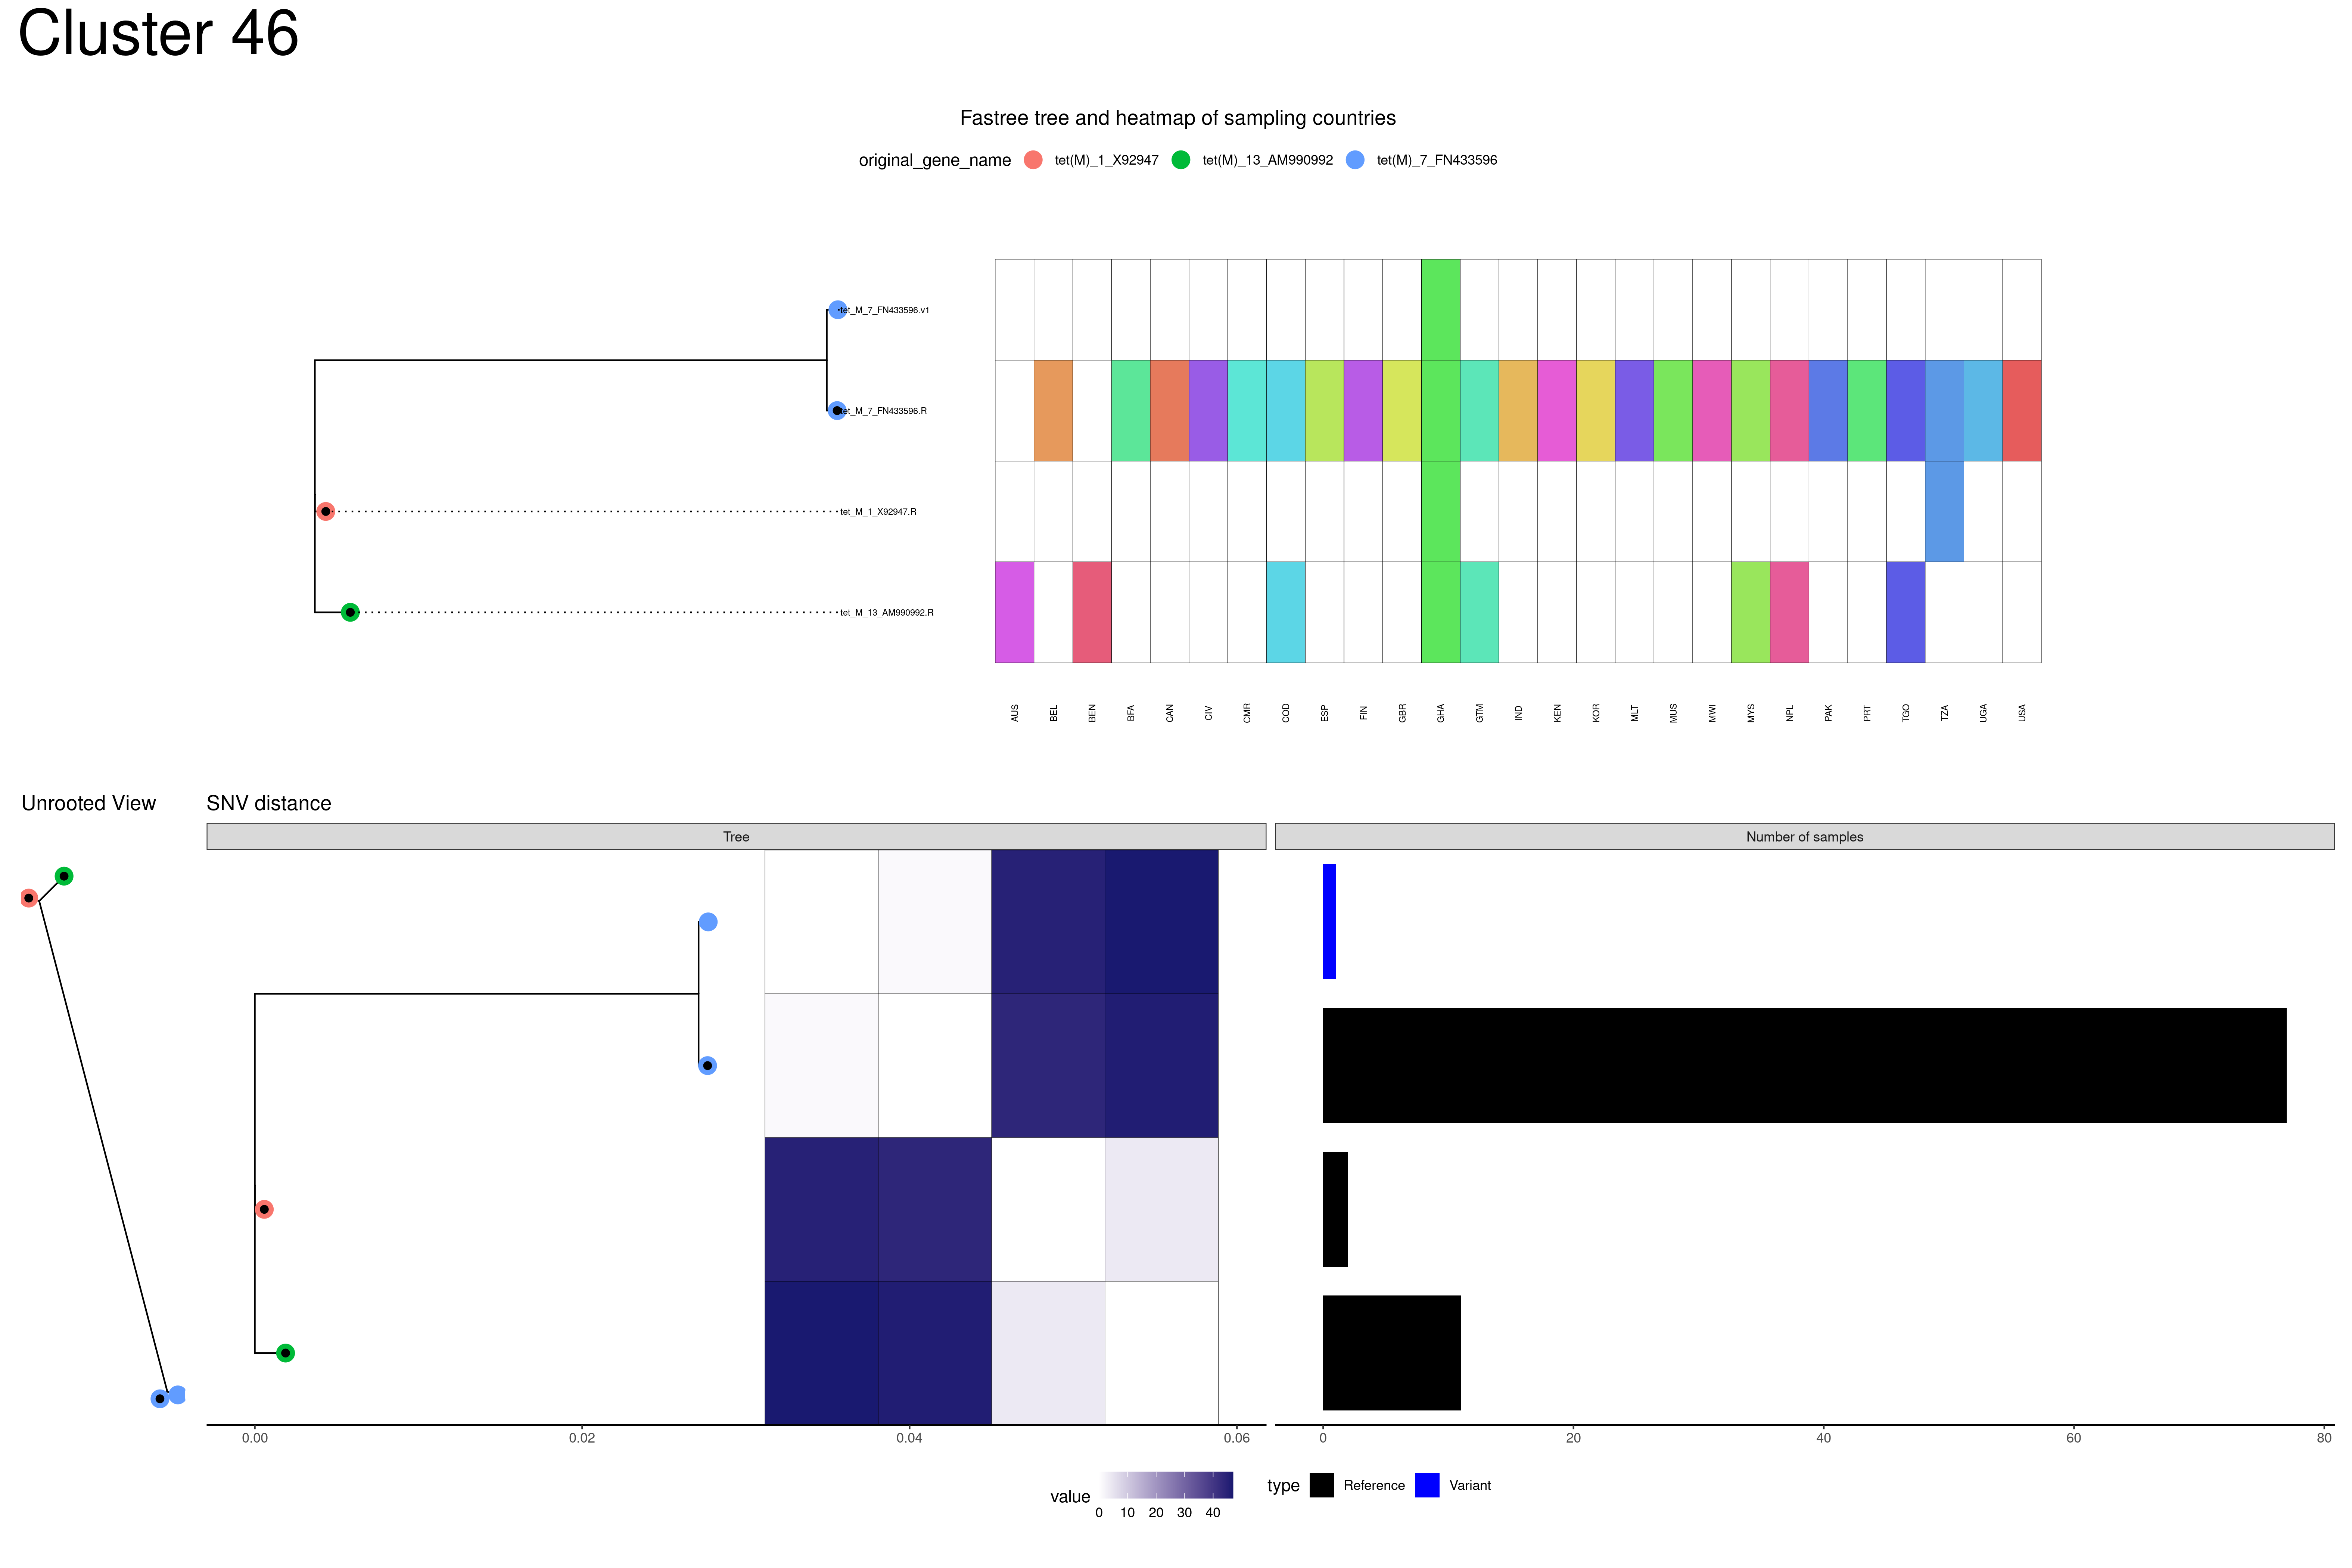 Cluster 46
Fastree tree and heatmap of sampling countries
original_gene_name tet(M)_1_X92947 tet(M)_13_AM990992 tet(M)_7_FN433596
tet_M_7_FN433596.v1
tet_M_7_FN433596.R
tet_M_1_X92947.R
tet_M_13_AM990992.R
AUS BEL BEN BFA CAN CIV CMR COD ESP FIN GBR GHA GTM IND KEN KOR MLT MUS MWI MYS NPL PAK PRT TGO TZA UGA USA
Unrooted View SNV distance
Tree Number of samples
0.00 0.02 0.04 0.06 0 20 40 60 80
value 0 10 20 30 40 type Reference Variant